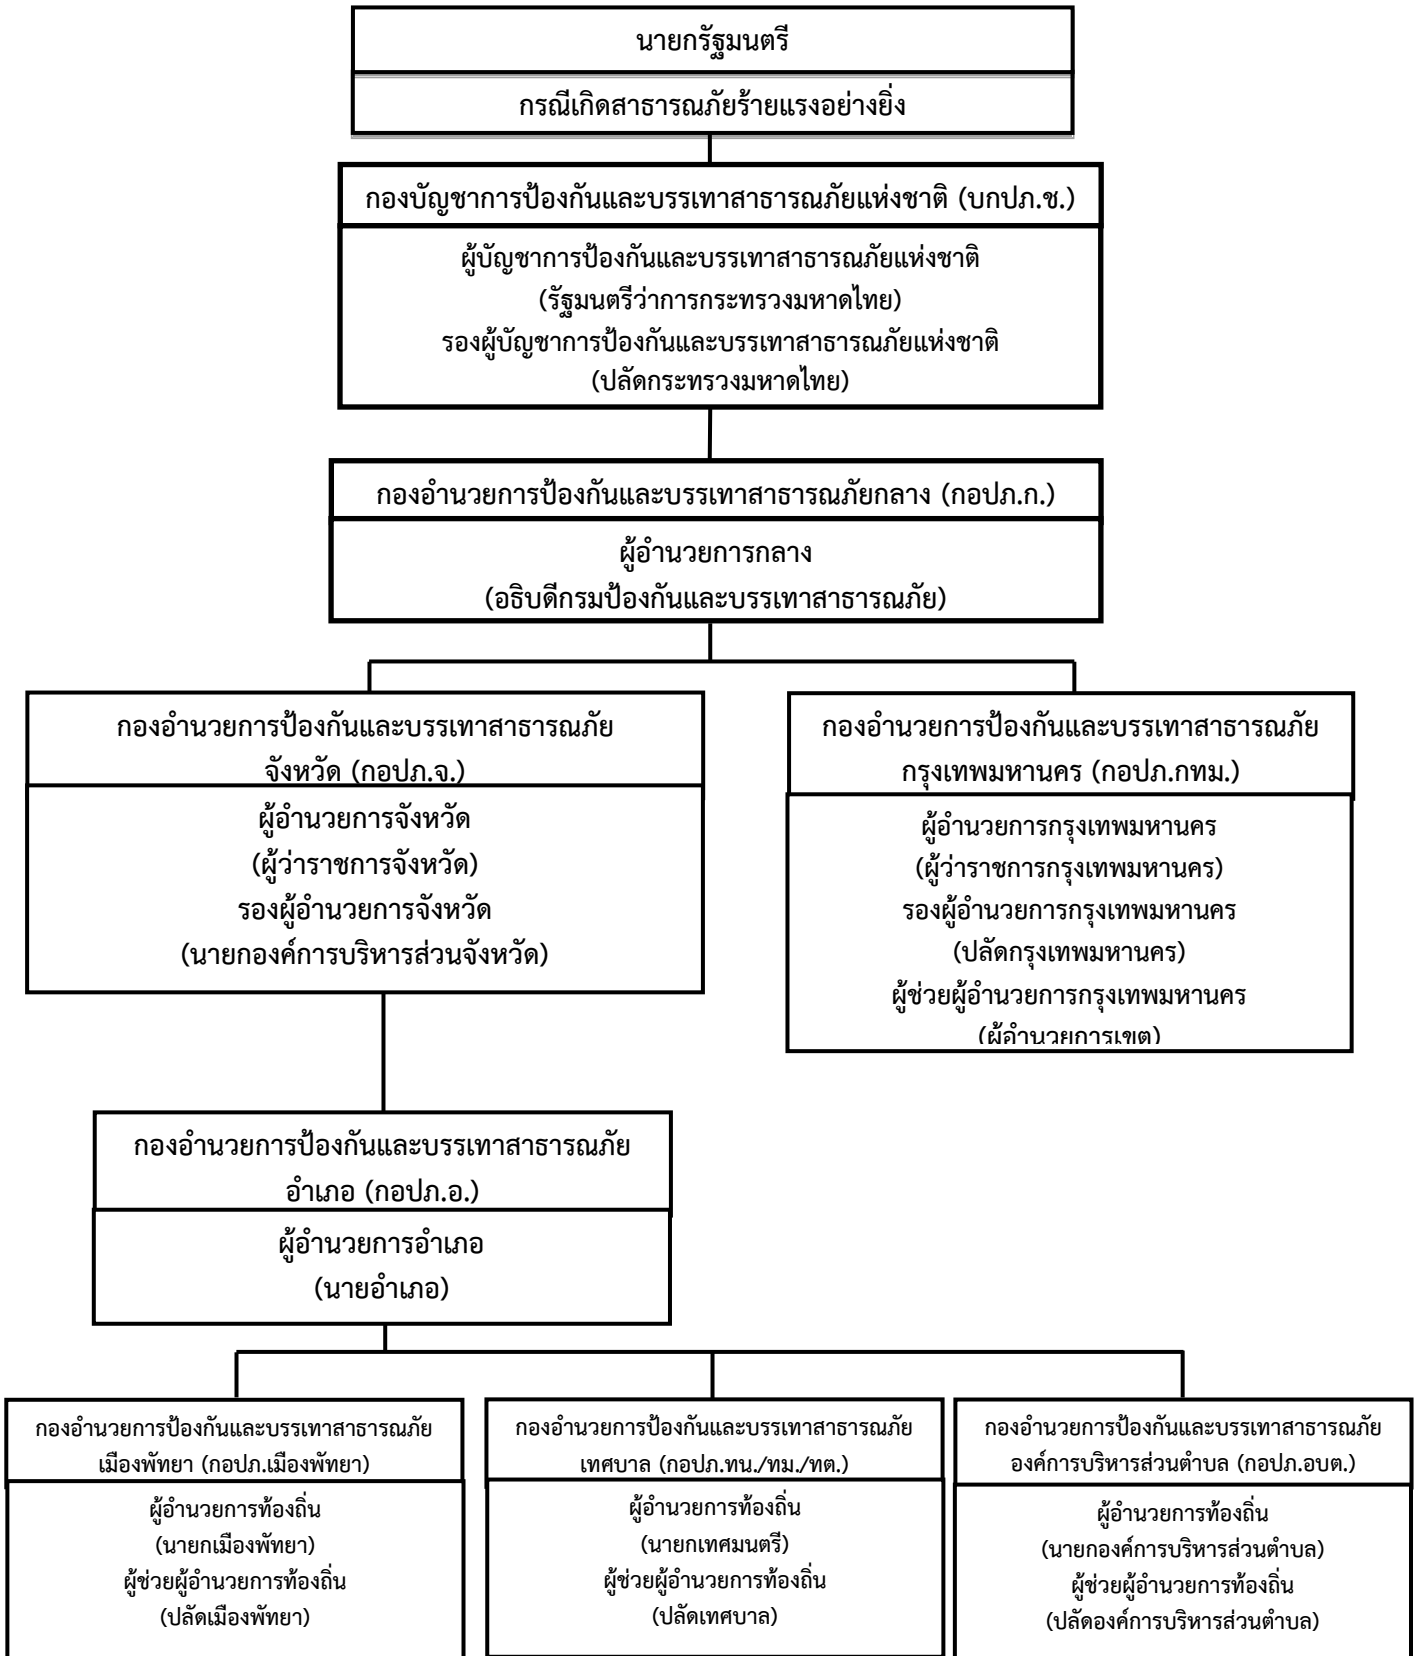 นายกรัฐมนตรี
กรณีเกิดสาธารณภัยร้ายแรงอย่างยิ่ง
กองบัญชาการป้องกันและบรรเทาสาธารณภัยแห่งชาติ (บกปภ.ช.)
ผู้บัญชาการป้องกันและบรรเทาสาธารณภัยแห่งชาติ
(รัฐมนตรีว่าการกระทรวงมหาดไทย)
รองผู้บัญชาการป้องกันและบรรเทาสาธารณภัยแห่งชาติ
(ปลัดกระทรวงมหาดไทย)
กองอำนวยการป้องกันและบรรเทาสาธารณภัยกลาง (กอปภ.ก.)
ผู้อำนวยการกลาง
(อธิบดีกรมป้องกันและบรรเทาสาธารณภัย)
กองอำนวยการป้องกันและบรรเทาสาธารณภัย
จังหวัด (กอปภ.จ.)
ผู้อำนวยการจังหวัด
(ผู้ว่าราชการจังหวัด)
รองผู้อำนวยการจังหวัด
(นายกองค์การบริหารส่วนจังหวัด)
กองอำนวยการป้องกันและบรรเทาสาธารณภัย
กรุงเทพมหานคร (กอปภ.กทม.)
ผู้อำนวยการกรุงเทพมหานคร
(ผู้ว่าราชการกรุงเทพมหานคร)
รองผู้อำนวยการกรุงเทพมหานคร
(ปลัดกรุงเทพมหานคร)
ผู้ช่วยผู้อำนวยการกรุงเทพมหานคร
(ผู้อำนวยการเขต)
กองอำนวยการป้องกันและบรรเทาสาธารณภัย
อำเภอ (กอปภ.อ.)
ผู้อำนวยการอำเภอ
(นายอำเภอ)
กองอำนวยการป้องกันและบรรเทาสาธารณภัย
เมืองพัทยา (กอปภ.เมืองพัทยา)
ผู้อำนวยการท้องถิ่น
(นายกเมืองพัทยา)
ผู้ช่วยผู้อำนวยการท้องถิ่น
(ปลัดเมืองพัทยา)
กองอำนวยการป้องกันและบรรเทาสาธารณภัย
เทศบาล (กอปภ.ทน./ทม./ทต.)
ผู้อำนวยการท้องถิ่น
(นายกเทศมนตรี)
ผู้ช่วยผู้อำนวยการท้องถิ่น
(ปลัดเทศบาล)
กองอำนวยการป้องกันและบรรเทาสาธารณภัย
องค์การบริหารส่วนตำบล (กอปภ.อบต.)
ผู้อำนวยการท้องถิ่น
(นายกองค์การบริหารส่วนตำบล)
ผู้ช่วยผู้อำนวยการท้องถิ่น
(ปลัดองค์การบริหารส่วนตำบล)